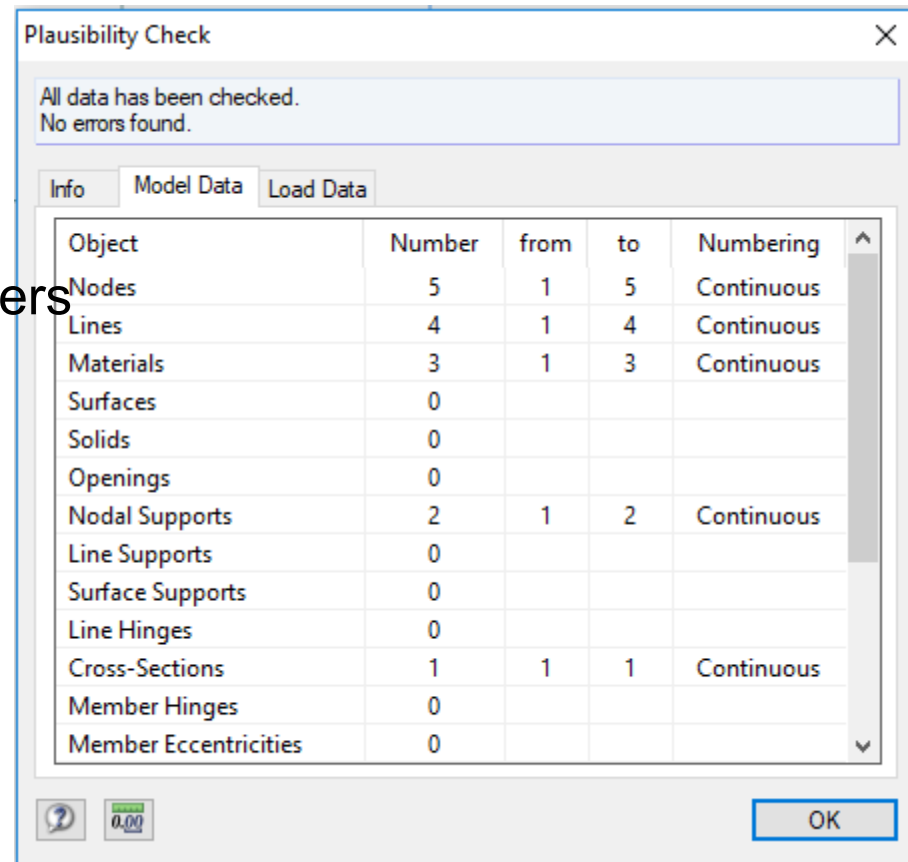 Plausibility Check
All data has been checked.
No errors found.
Info Model Data Load Data
Object Number from to Numbering
ers
Nodes 5 1 5 Continuous
Lines 4 1 4 Continuous
Materials 3 1 3 Continuous
Surfaces 0
Solids 0
Openings 0
Nodal Supports 2 1 2 Continuous
Line Supports 0
Surface Supports 0
Line Hinges 0
Cross-Sections 1 1 1 Continuous
Member Hinges 0
Member Eccentricities 0
0.00 OK